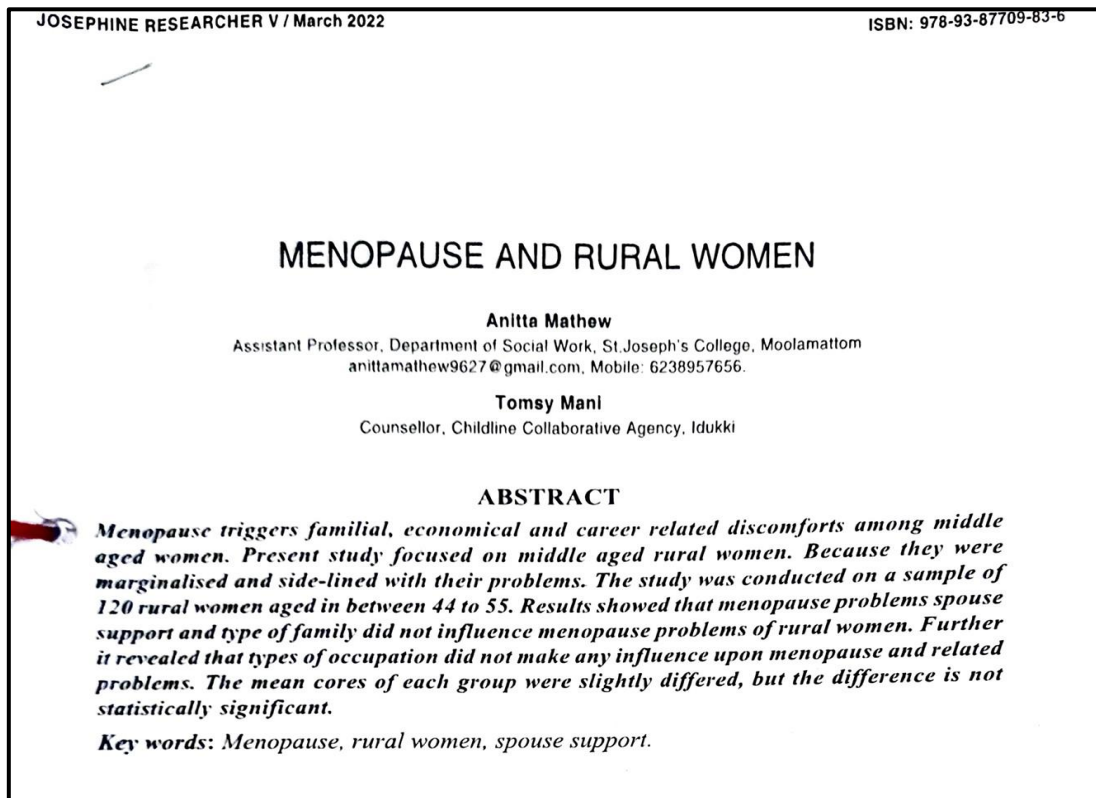 JOSEPHINE RESEARCHER V / March 2022
ISBN: 978-93-87709-83-6
MENOPAUSE AND RURAL WOMEN
Anitta Mathew
Assistant Professor, Department of Social Work, St.Joseph's College, Moolamattom
anittamathew9627@gmail.com, Mobile: 6238957656.
Tomsy Mani
Counsellor, Childline Collaborative Agency, Idukki
ABSTRACT
Menopause triggers familial, economical and career related discomforts among middle
aged women. Present study focused on middle aged rural women. Because they were
marginalised and side-lined with their problems. The study was conducted on a sample of
120 rural women aged in between 44 to 55. Results showed that menopause problems spouse
support and type of family did not influence menopause problems of rural women. Further
it revealed that types of occupation did not make any influence upon menopause and related
problems. The mean cores of each group were slightly differed, but the difference is not
statistically significant.
Key words: Menopause, rural women, spouse support.